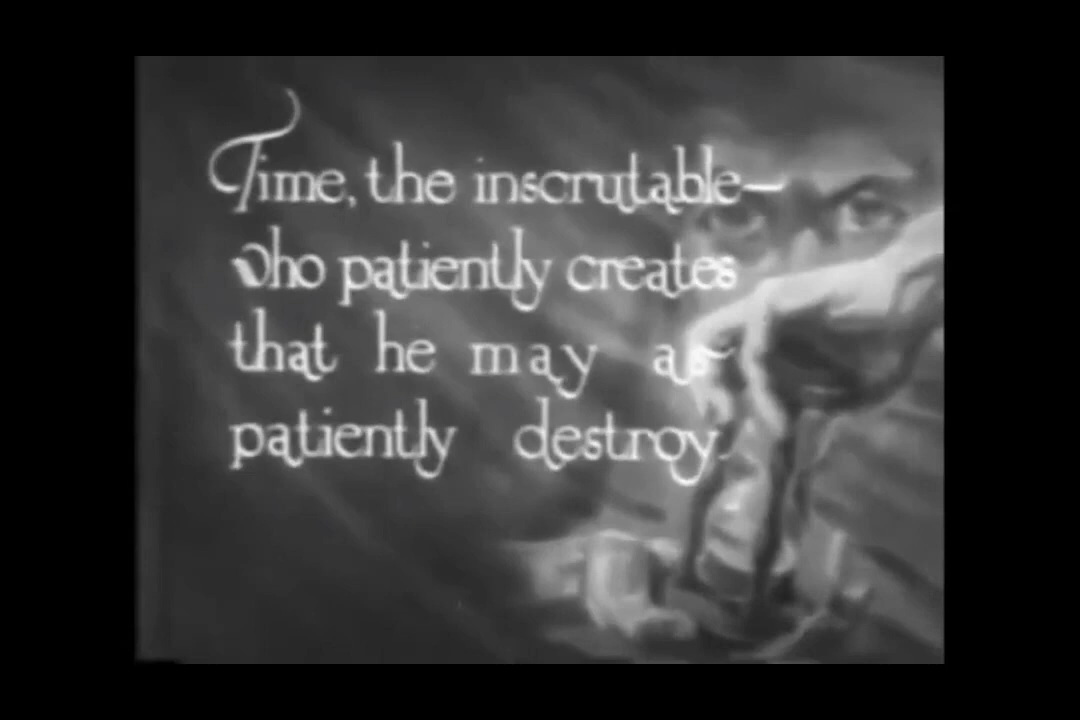 Time, the inscrutable—
who patiently creates
that he may as
patiently destroy.